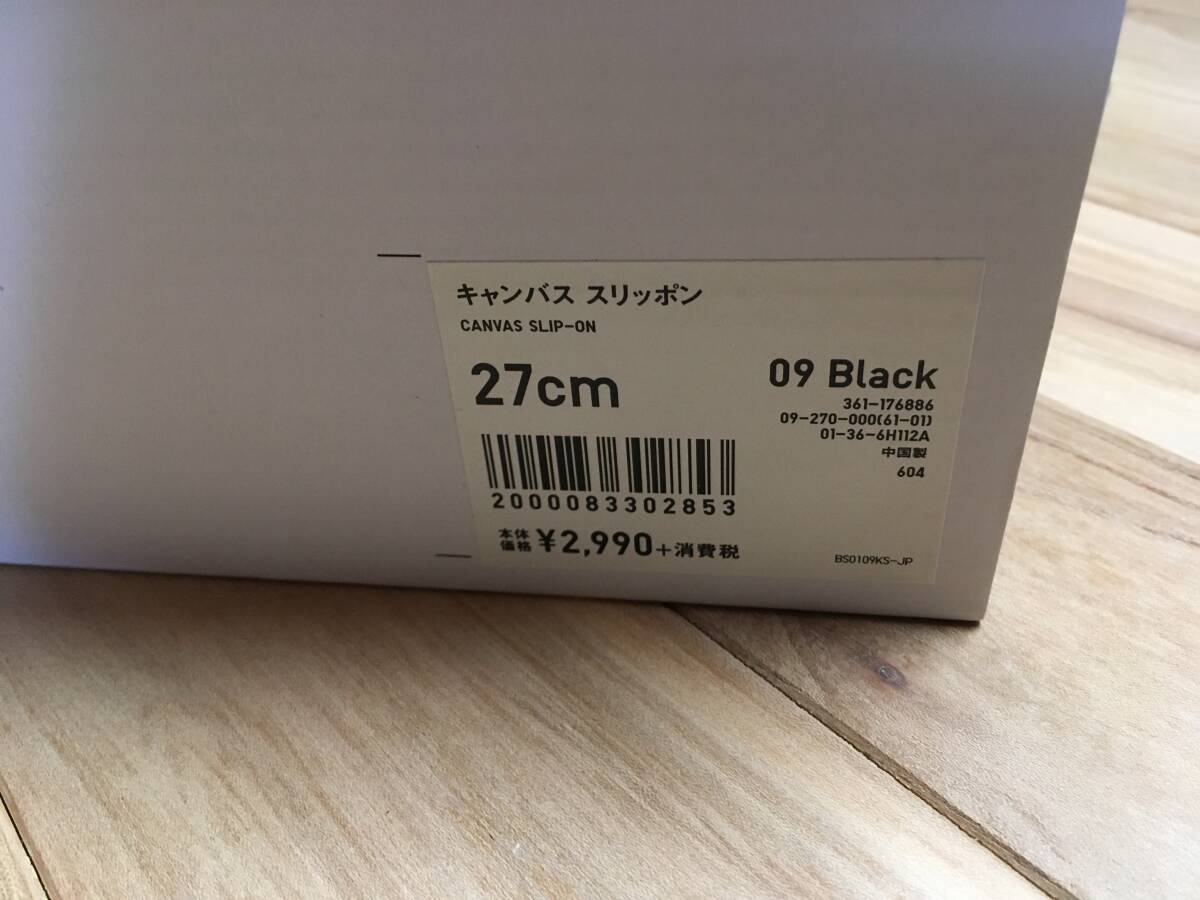 キャンバス スリッポン
CANVAS SLIP-ON
27cm
09 Black
361-176886
09-270-000(61-01)
01-36-6H112A
中国製
604
2000083302853
本体価格 ¥2,990+消費税
BS0109KS-JP